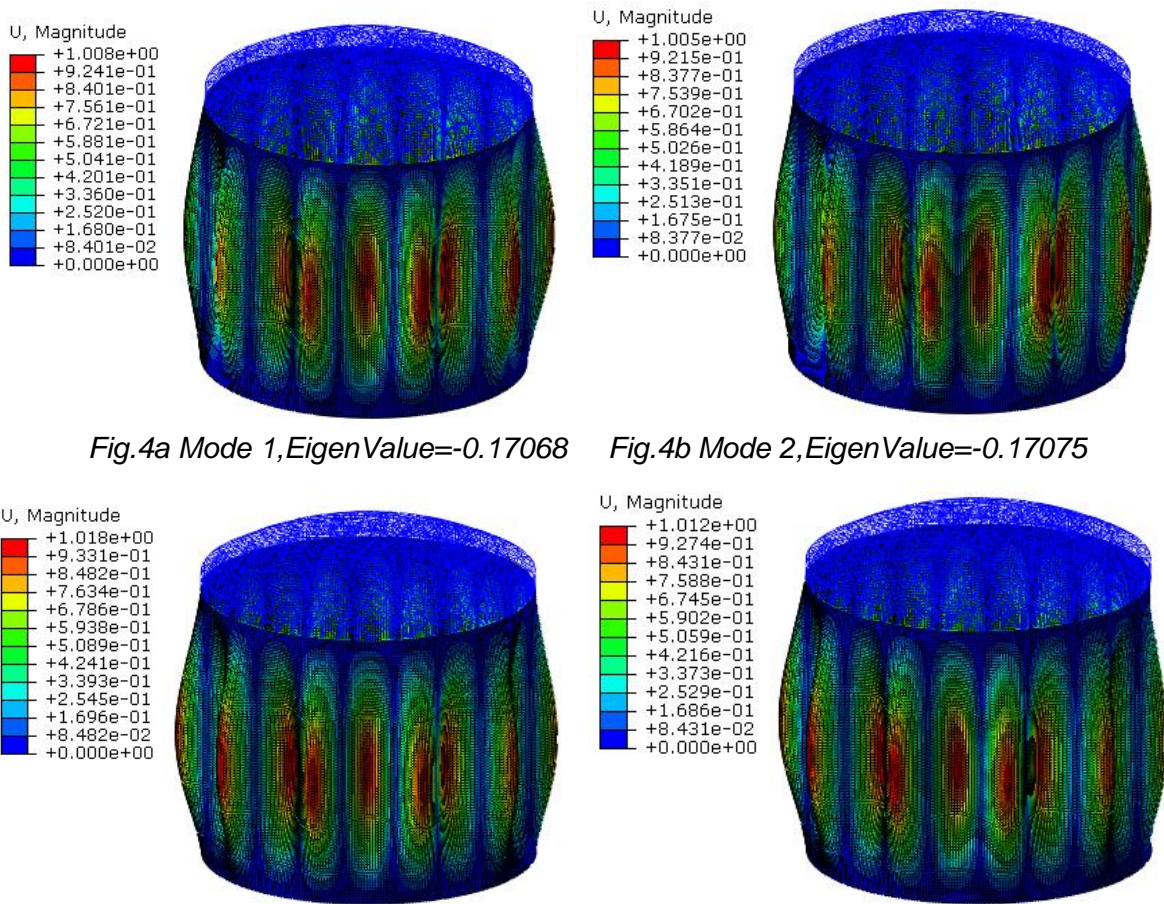 U, Magnitude
+1.008e+00
+9.241e-01
+8.401e-01
+7.561e-01
+6.721e-01
+5.881e-01
+5.041e-01
+4.201e-01
+3.360e-01
+2.520e-01
+1.680e-01
+8.401e-02
+0.000e+00
U, Magnitude
+1.005e+00
+9.215e-01
+8.377e-01
+7.539e-01
+6.702e-01
+5.864e-01
+5.026e-01
+4.189e-01
+3.351e-01
+2.513e-01
+1.675e-01
+8.377e-02
+0.000e+00
Fig.4a Mode 1,EigenValue=-0.17068 Fig.4b Mode 2,EigenValue=-0.17075
U, Magnitude
+1.018e+00
+9.331e-01
+8.482e-01
+7.634e-01
+6.786e-01
+5.938e-01
+5.089e-01
+4.241e-01
+3.393e-01
+2.545e-01
+1.696e-01
+8.482e-02
+0.000e+00
U, Magnitude
+1.012e+00
+9.274e-01
+8.431e-01
+7.588e-01
+6.745e-01
+5.902e-01
+5.059e-01
+4.216e-01
+3.373e-01
+2.529e-01
+1.686e-01
+8.431e-02
+0.000e+00